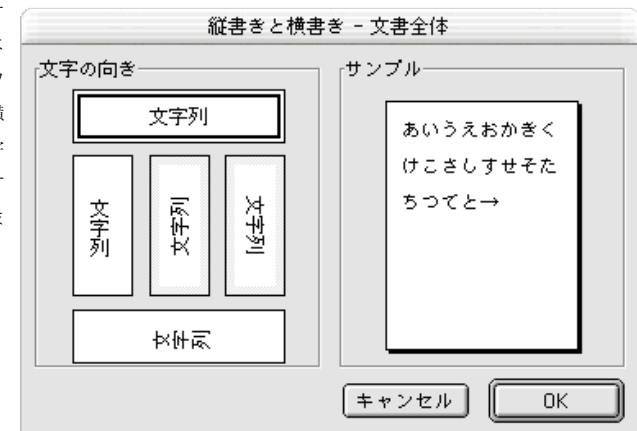 縦書きと横書き - 文書全体
文字の向き
文字列
文字列
文字列
文字列
文字列
サンプル
あいうえおかきく
けこさしすせそた
ちつてと→
キャンセル
OK